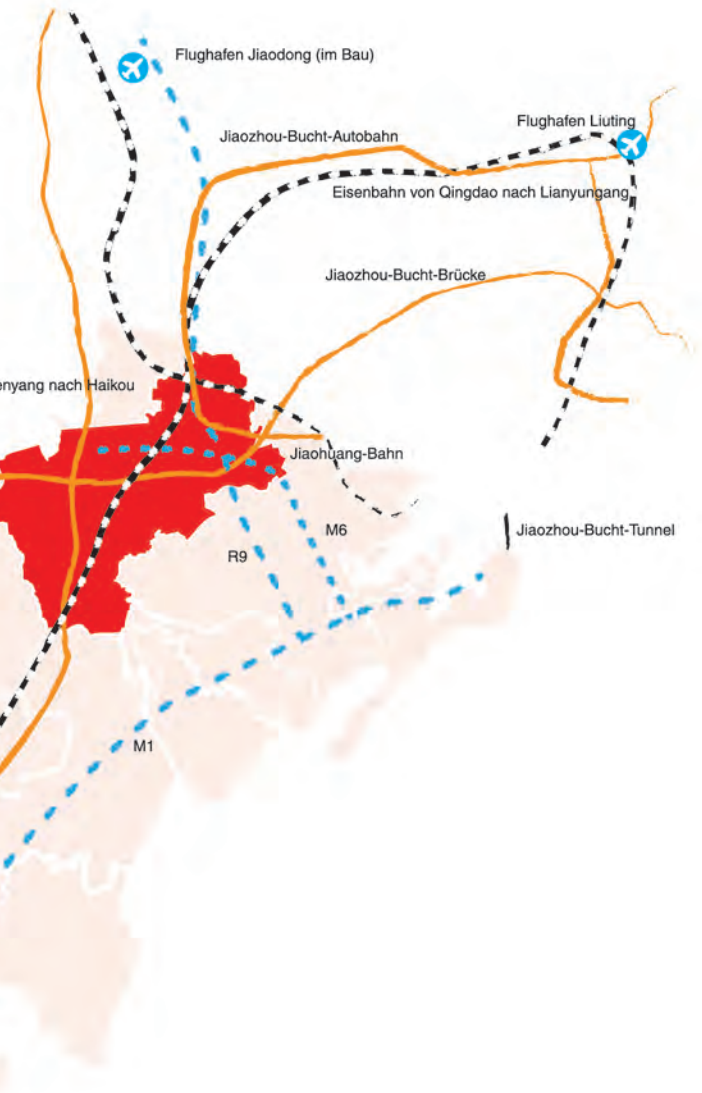 Flughafen Jiaodong (im Bau)
Flughafen Liuting
Jiaozhou-Bucht-Autobahn
Eisenbahn von Qingdao nach Lianyungang
Jiaozhou-Bucht-Brücke
enyang nach Haikou
Jiaohuang-Bahn
M6
Jiaozhou-Bucht-Tunnel
R9
M1